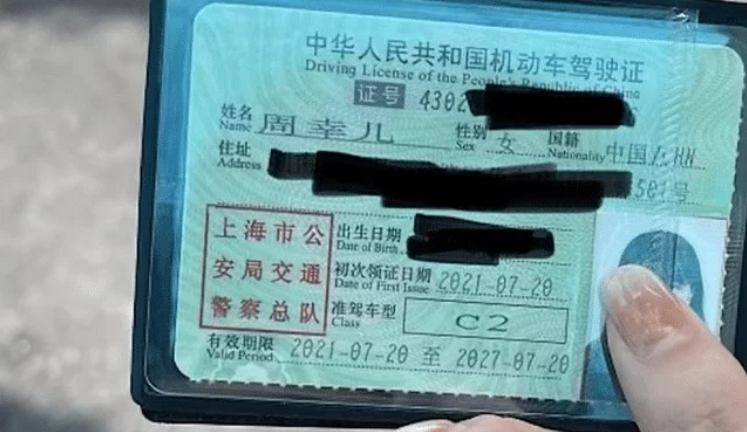 中华人民共和国机动车驾驶证
Driving License of the People's Republic of China
证号 4302
姓名 Name 周幸儿 性别 Sex 女 国籍 Nationality 中国/CHN
住址 Address 501号
上海市公安局交通警察总队
出生日期 Date of Birth
初次领证日期 Date of First Issue 2021-07-20
准驾车型 Class C2
有效期限 Valid Period 2021-07-20 至 2027-07-20